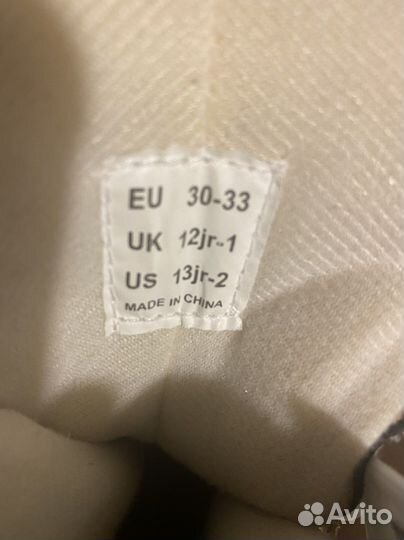 EU 30-33
UK 12jr-1
US 13jr-2
MADE IN CHINA
Avito